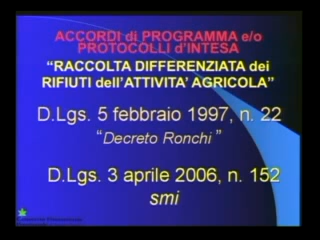 ACCORDI di PROGRAMMA e/o
PROTOCOLLI d'INTESA
“RACCOLTA DIFFERENZIATA dei
RIFIUTI dell'ATTIVITA' AGRICOLA”
D.Lgs. 5 febbraio 1997, n. 22
“Decreto Ronchi”
D.Lgs. 3 aprile 2006, n. 152
smi